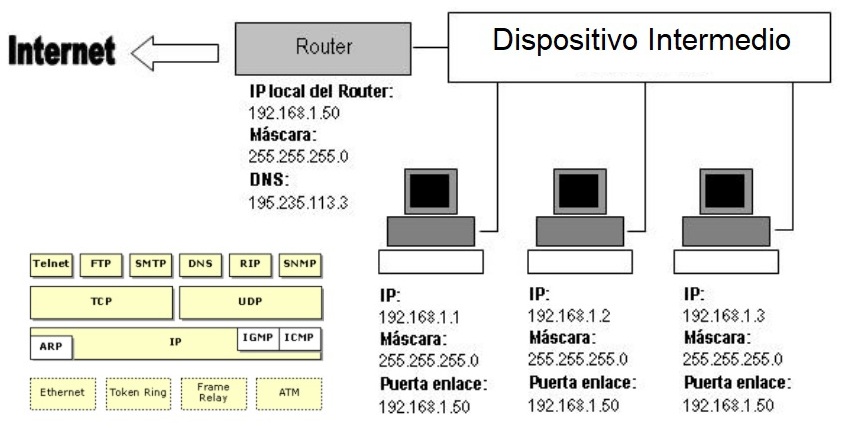 Internet
Router
Dispositivo Intermedio
IP local del Router:
192.168.1.50
Máscara:
255.255.255.0
DNS:
195.235.113.3
Telnet
FTP
SMTP
DNS
RIP
SNMP
TCP
UDP
ARP
IP
IGMP
ICMP
Ethernet
Token Ring
Frame
Relay
ATM
IP:
192.168.1.1
Máscara:
255.255.255.0
Puerta enlace:
192.168.1.50
IP:
192.168.1.2
Máscara:
255.255.255.0
Puerta enlace:
192.168.1.50
IP:
192.168.1.3
Máscara:
255.255.255.0
Puerta enlace:
192.168.1.50